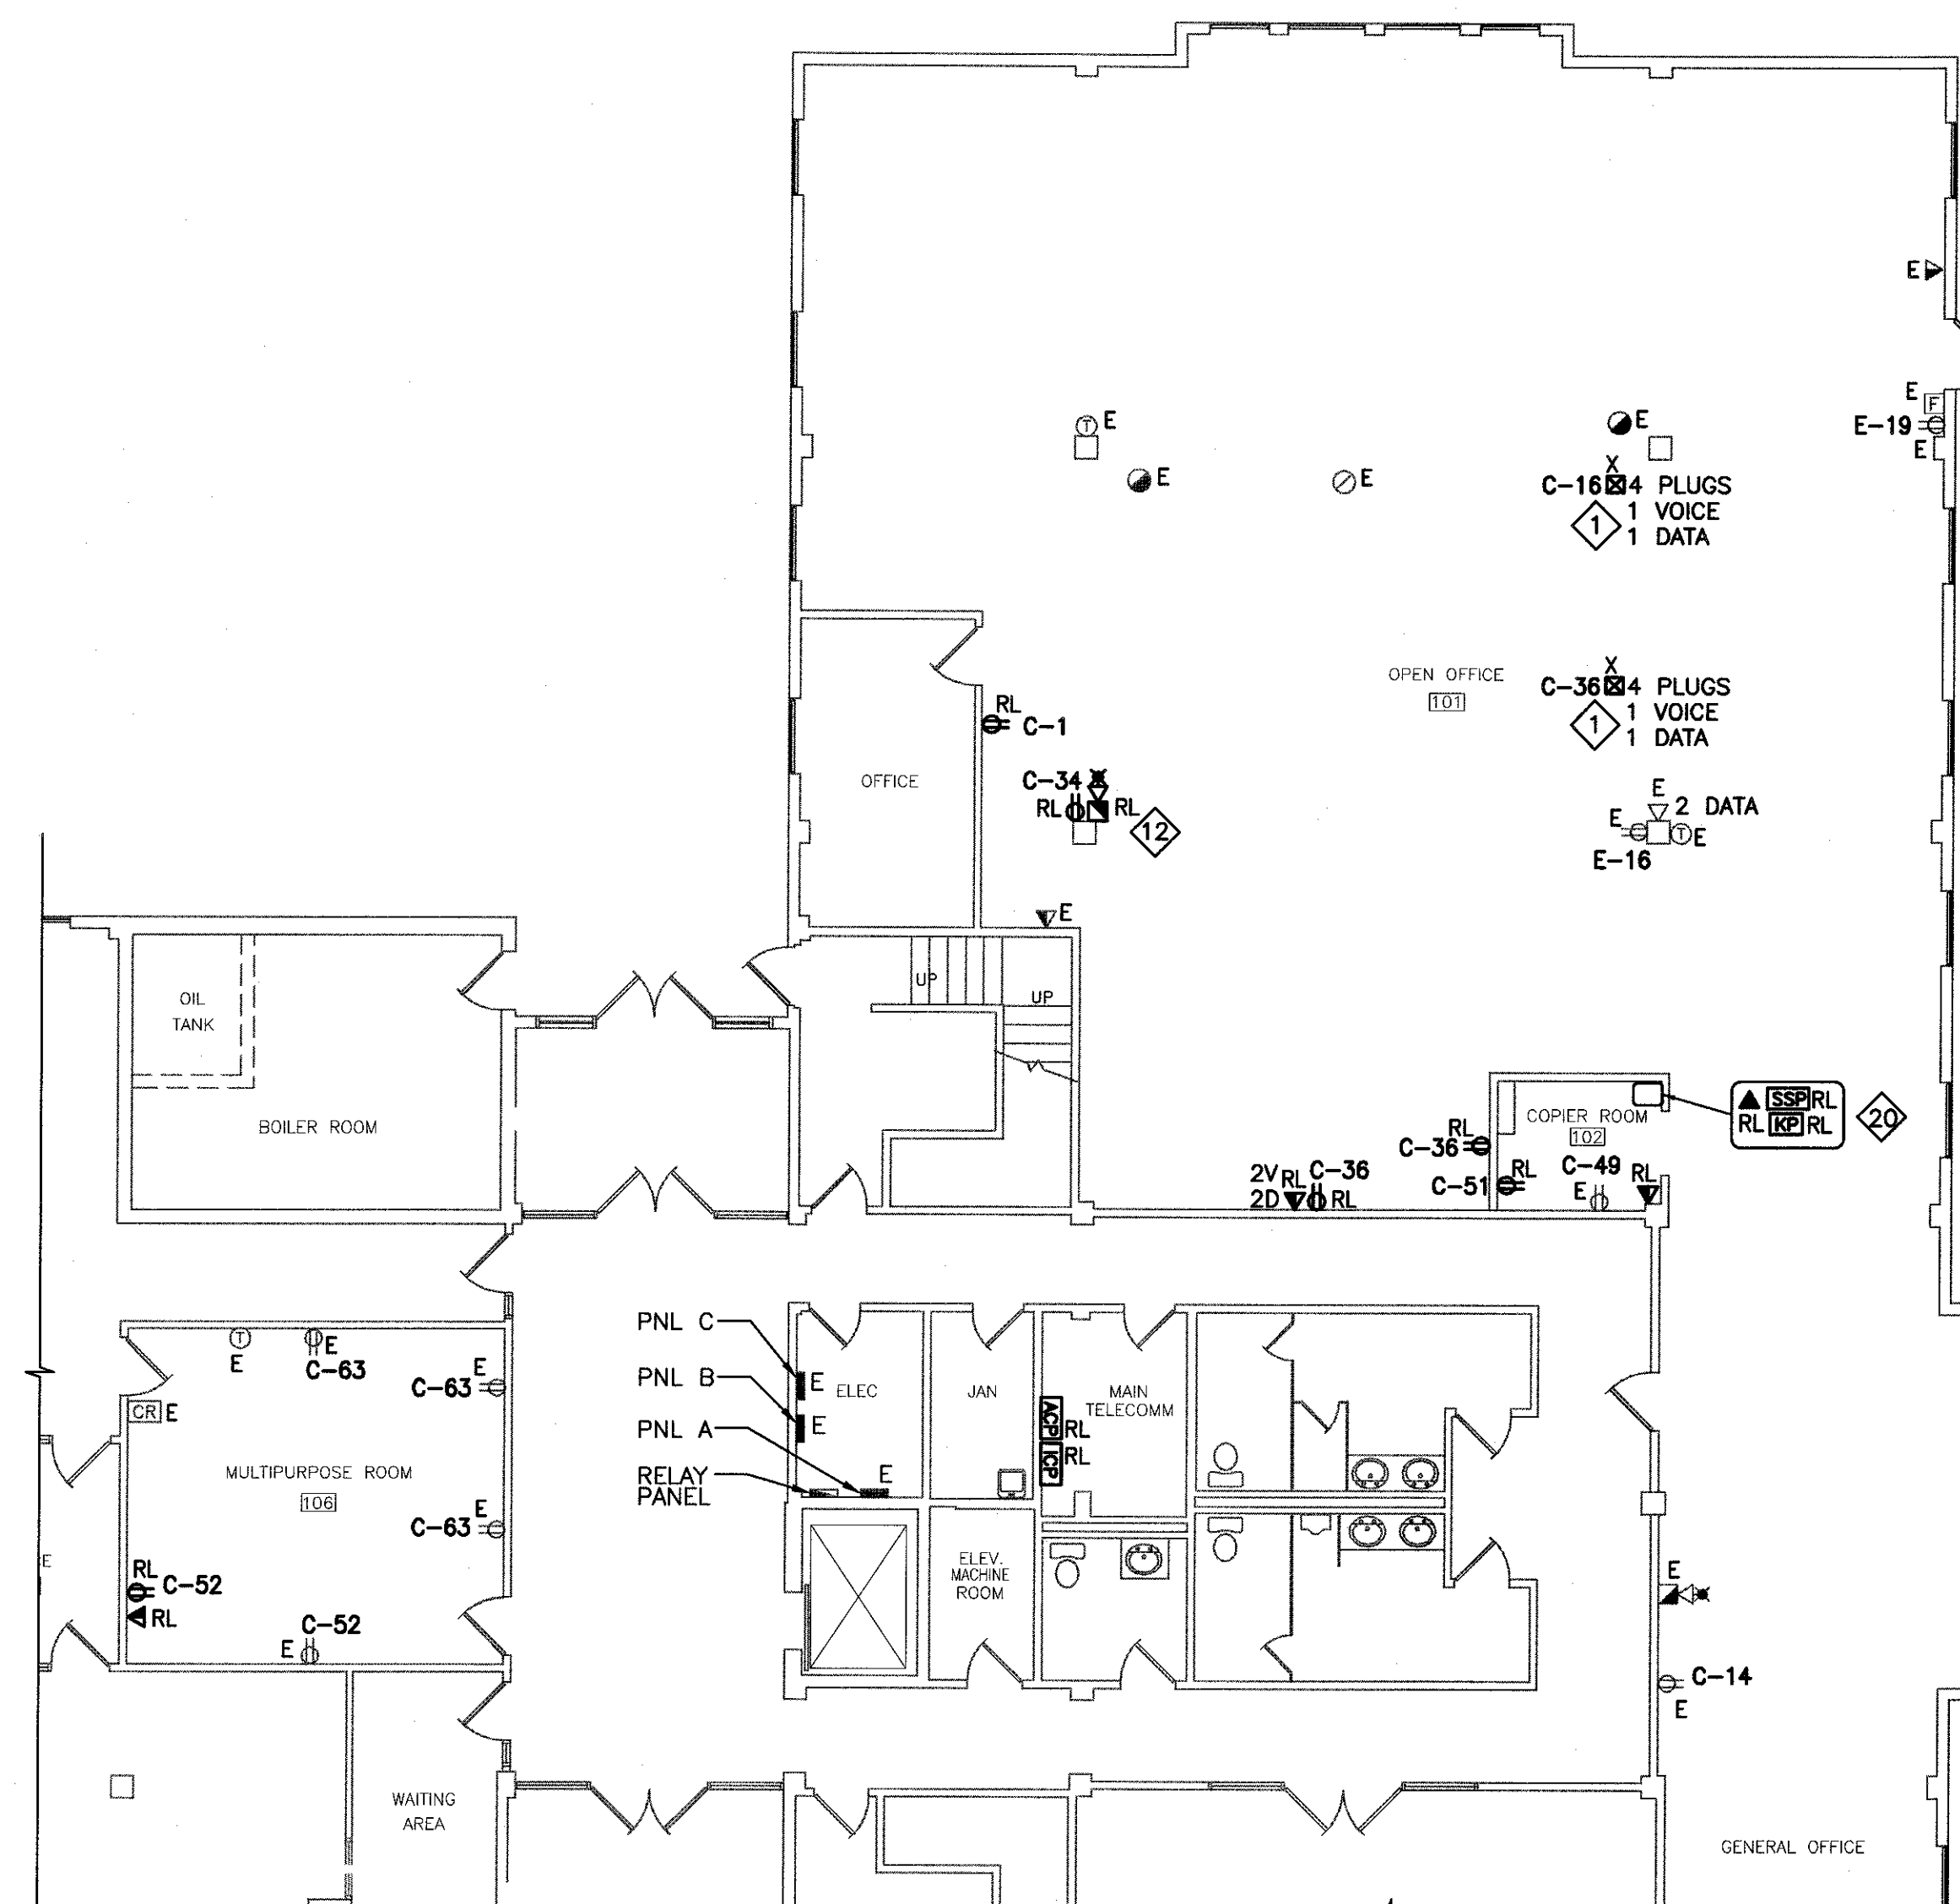 E
E
F
E-19
E
T
E
E
E
E
X
C-16 4 PLUGS
1
1 VOICE
1 DATA
OPEN OFFICE
101
X
C-36 4 PLUGS
1
1 VOICE
1 DATA
RL
C-1
OFFICE
C-34
RL
RL
12
E
2 DATA
E
T
E
E-16
E
UP
UP
OIL
TANK
BOILER ROOM
COPIER ROOM
102
SSP RL
RL KP RL
20
RL
C-36
C-49
RL
C-51
E
RL
2V RL C-36
2D RL
PNL C
E
PNL B
E
PNL A
E
RELAY
PANEL
ELEC
JAN
MAIN
TELECOMM
ACP
RL
ICP
RL
ELEV.
MACHINE
ROOM
T
E
E
C-63
E
C-63
CR E
MULTIPURPOSE ROOM
106
E
C-63
E
RL
C-52
RL
C-52
E
E
C-14
E
WAITING
AREA
GENERAL OFFICE